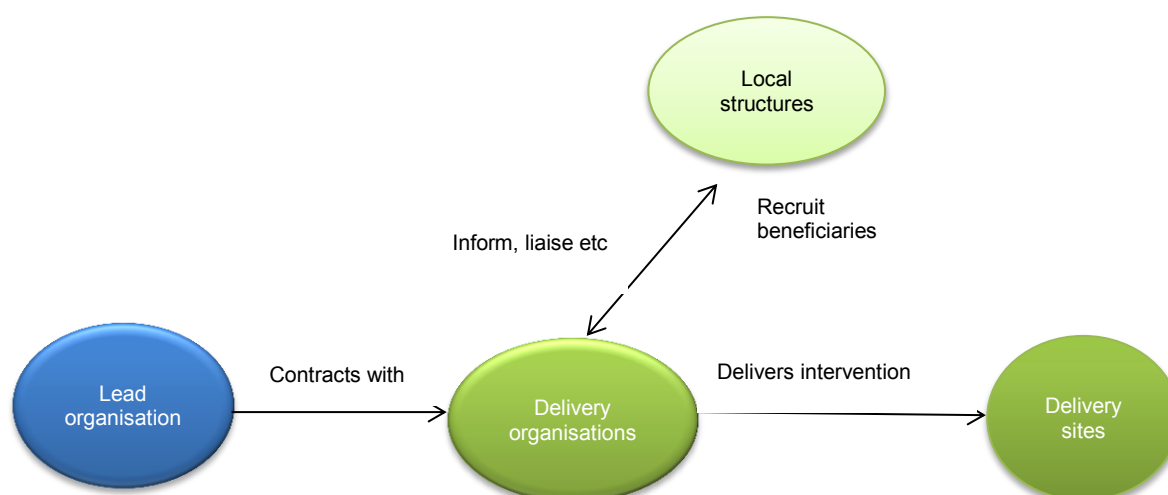 Local
structures
Recruit
beneficiaries
Inform, liaise etc
Contracts with
Delivers intervention
Lead
organisation
Delivery
organisations
Delivery
sites